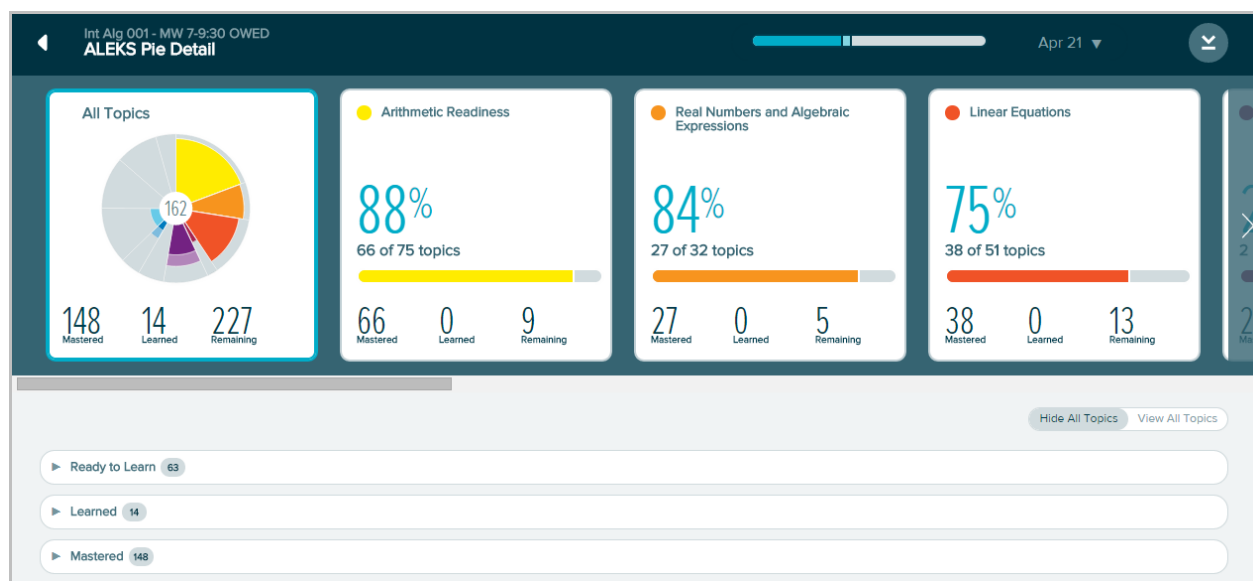 Int Alg 001 - MW 7-9:30 OWED
ALEKS Pie Detail
Apr 21 ▼
All Topics
162
148 14 227
Mastered Learned Remaining
Arithmetic Readiness
88%
66 of 75 topics
66 0 9
Mastered Learned Remaining
Real Numbers and Algebraic
Expressions
84%
27 of 32 topics
27 0 5
Mastered Learned Remaining
Linear Equations
75%
38 of 51 topics
38 0 13
Mastered Learned Remaining
Hide All Topics View All Topics
Ready to Learn 63
Learned 14
Mastered 148